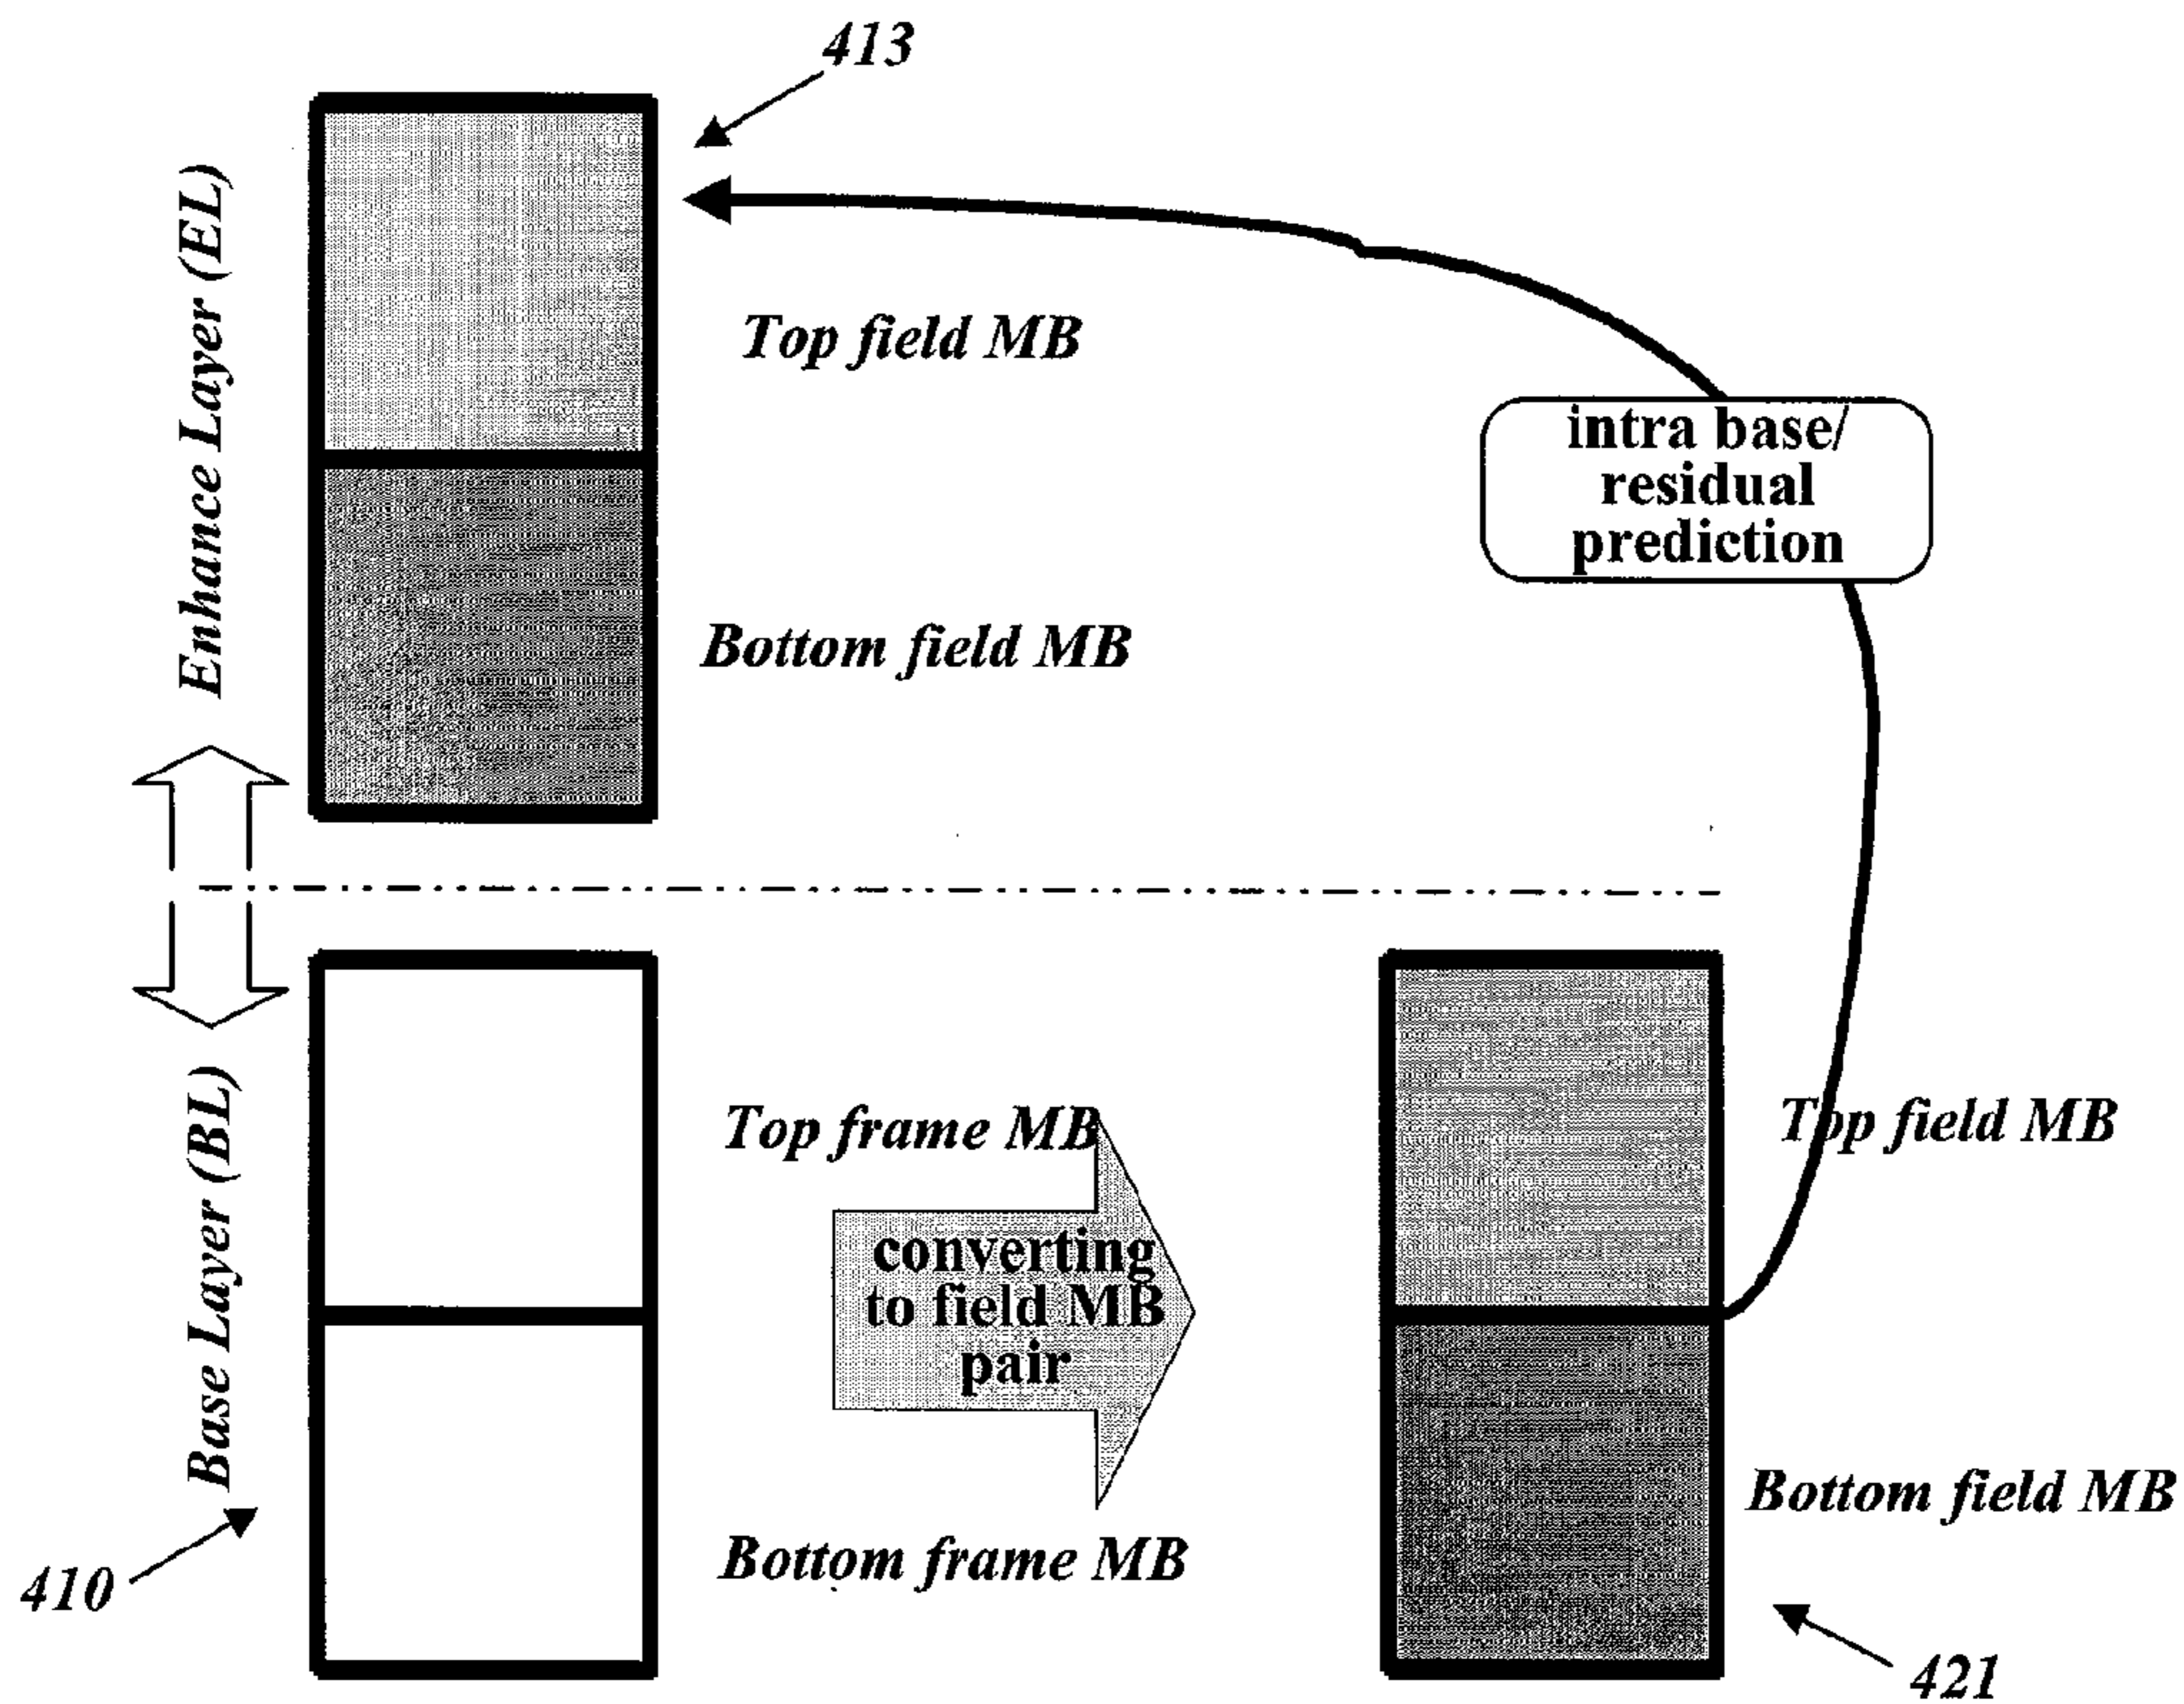 413
Enhance Layer (EL)
Top field MB
intra base/
residual
prediction
Bottom field MB
Base Layer (BL)
Top frame MB
Top field MB
converting
to field MB
pair
Bottom field MB
Bottom frame MB
410
421